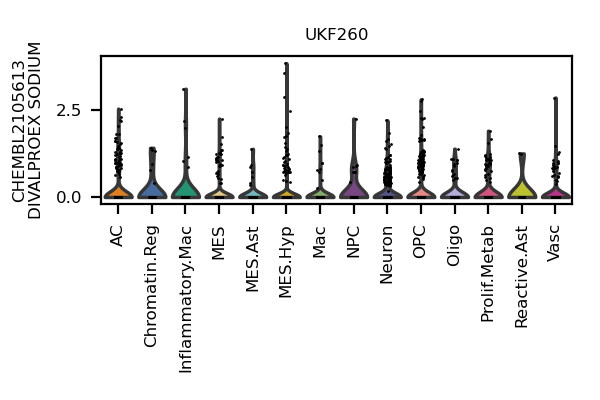 UKF260
CHEMBL2105613
DIVALPROEX SODIUM
2.5
0.0
AC
Chromatin.Reg
Inflammatory.Mac
MES
MES.Ast
MES.Hyp
Mac
NPC
Neuron
OPC
Oligo
Prolif.Metab
Reactive.Ast
Vasc